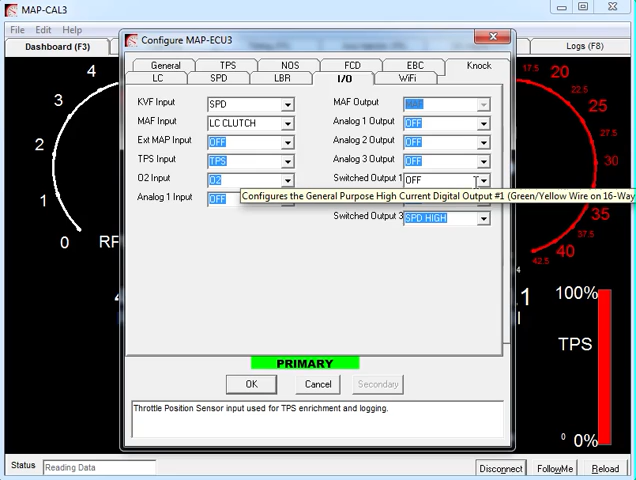 MAP-CAL3
File Edit Help
Dashboard (F3)
Logs (F8)
Configure MAP-ECU3
General TPS NOS FCD EBC Knock
LC SPD LBR I/O WiFi
KVF Input SPD MAF Output MAF
MAF Input LC CLUTCH Analog 1 Output OFF
Ext MAP Input OFF Analog 2 Output OFF
TPS Input TPS Analog 3 Output OFF
O2 Input O2 Switched Output 1 OFF
Analog 1 Input OFF Configures the General Purpose High Current Digital Output #1 (Green/Yellow Wire on 16-Way
Switched Output 3 SPD HIGH
PRIMARY
OK Cancel Secondary
Throttle Position Sensor input used for TPS enrichment and logging.
4
3
2
1
0
17.5
20
25
30
35
40
42.5
100%
TPS
0 0%
Status Reading Data Disconnect FollowMe Reload